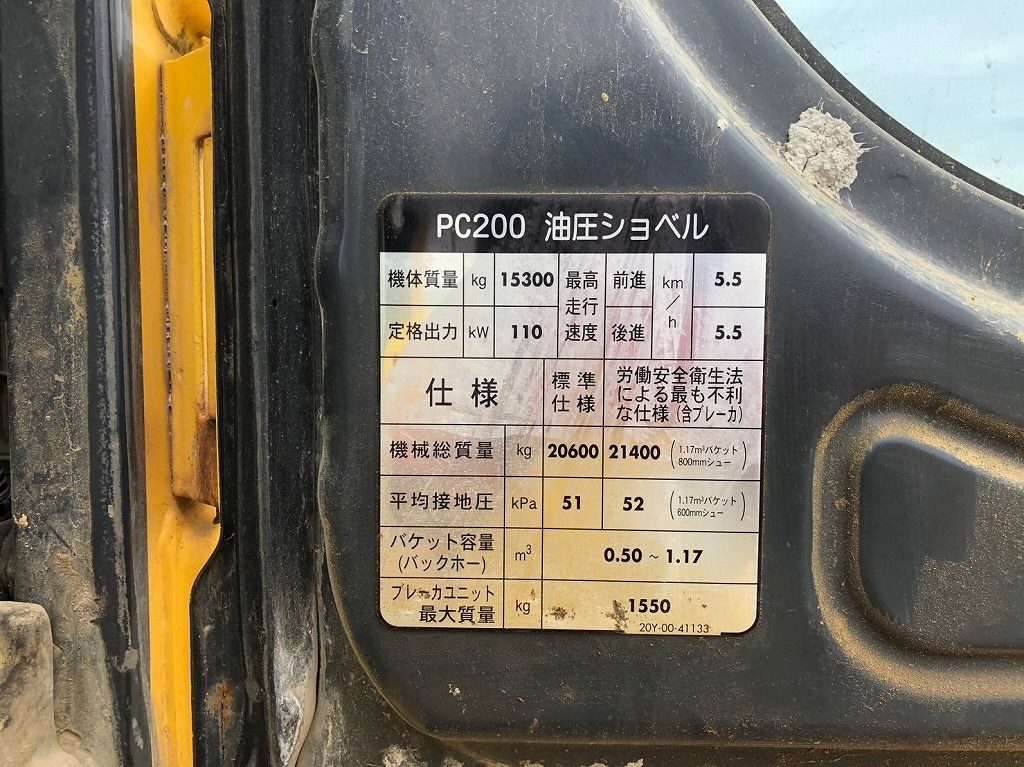 PC200 油圧ショベル
機体質量 kg 15300 最高走行速度 前進 km/h 5.5
定格出力 kW 110 後進 5.5
仕様 標準仕様 労働安全衛生法
による最も不利
な仕様(含ブレーカ)
機械総質量 kg 20600 21400 (1.17m³バケット
800mmシュー)
平均接地圧 kPa 51 52 (1.17m³バケット
600mmシュー)
バケット容量
(バックホー) m³ 0.50 ~ 1.17
ブレーカユニット
最大質量 kg 1550
20Y-00-41133